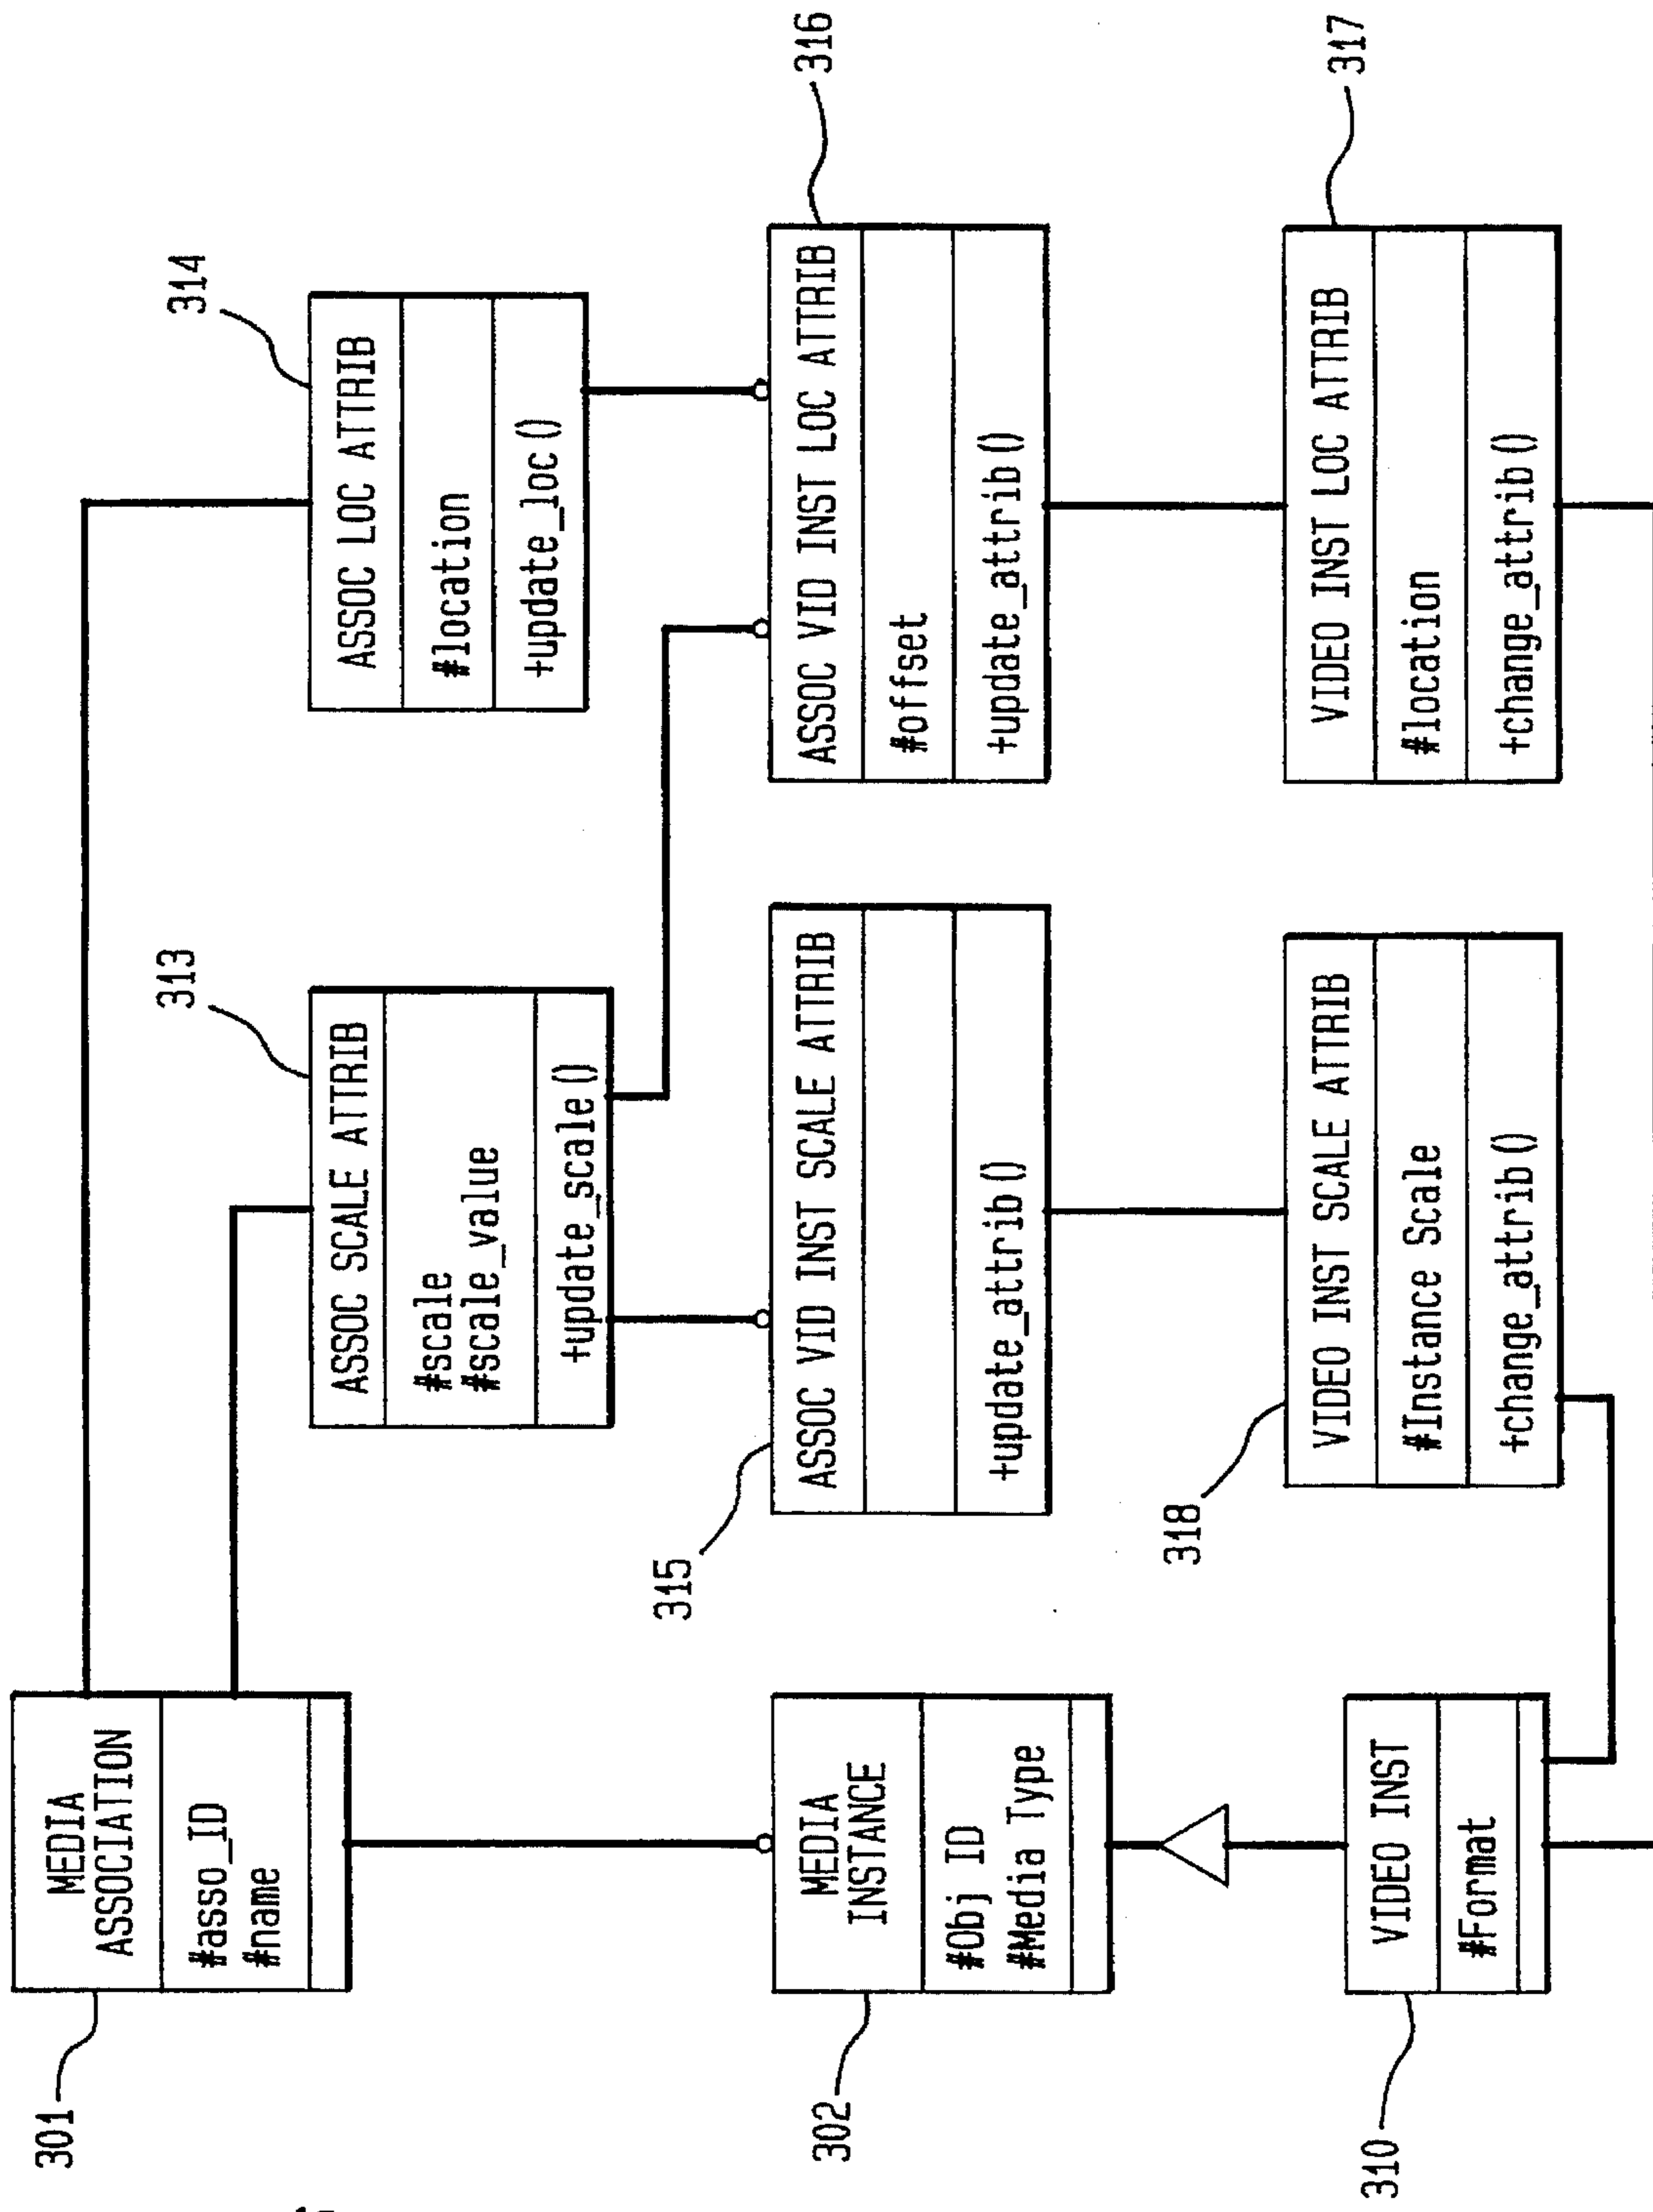 301
MEDIA
ASSOCIATION
#asso_ID
#name
313
ASSOC SCALE ATTRIB
#scale
#scale_value
+update_scale()
314
ASSOC LOC ATTRIB
#location
+update_loc()
302
MEDIA
INSTANCE
#Obj ID
#Media Type
315
ASSOC VID INST SCALE ATTRIB
+update_attrib()
316
ASSOC VID INST LOC ATTRIB
#offset
+update_attrib()
310
VIDEO INST
#Format
318
VIDEO INST SCALE ATTRIB
#Instance Scale
+change_attrib()
317
VIDEO INST LOC ATTRIB
#location
+change_attrib()